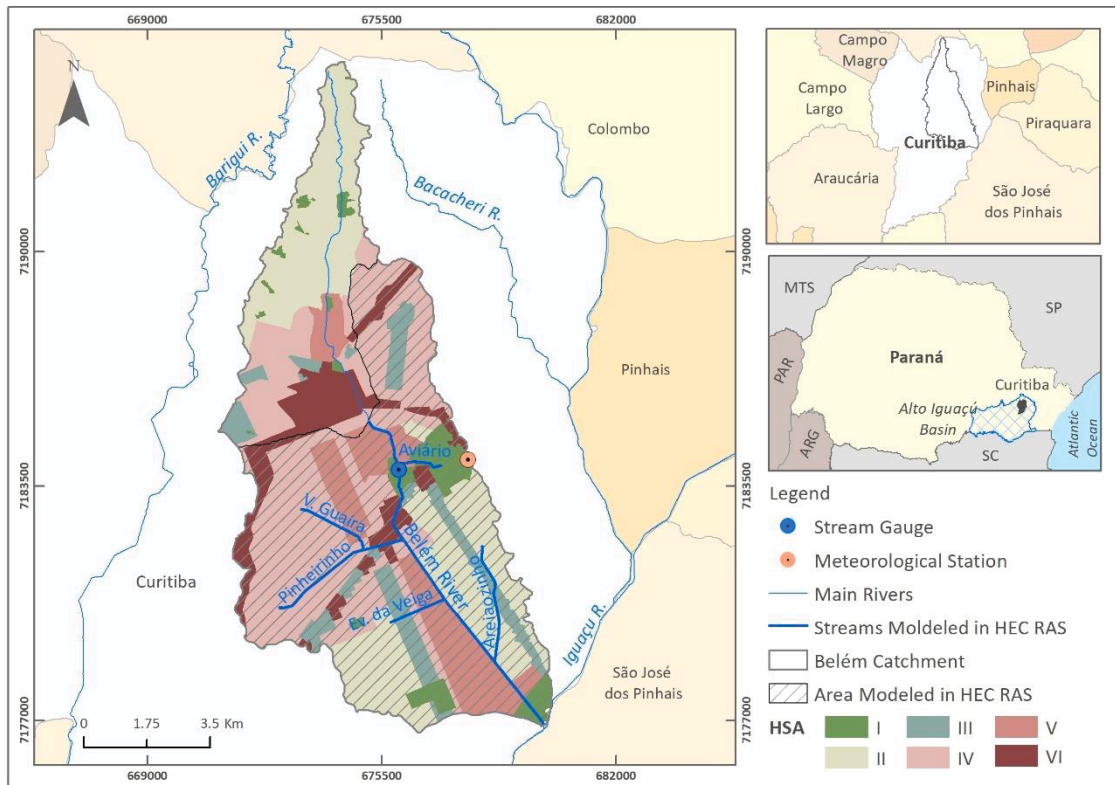 669000
675500
682000
7190000
7183500
7177000
7190000
7183500
7177000
669000
675500
682000
N
Barigui R.
Bacacheri R.
Colombo
Pinhais
Curitiba
Aviário
V. Guaíra
Pinheirinho
Belém River
Ev. da Veiga
Areiaozinho
Iguaçu R.
São José
dos Pinhais
0 1.75 3.5 Km
Campo
Magro
Campo
Largo
Pinhais
Piraquara
Curitiba
Araucária
São José
dos Pinhais
MTS
SP
PAR
Paraná
Curitiba
Alto Iguaçú
Basin
ARG
SC
Atlantic
Ocean
Legend
Stream Gauge
Meteorological Station
Main Rivers
Streams Moldeled in HEC RAS
Belém Catchment
Area Modeled in HEC RAS
HSA
I
III
V
II
IV
VI